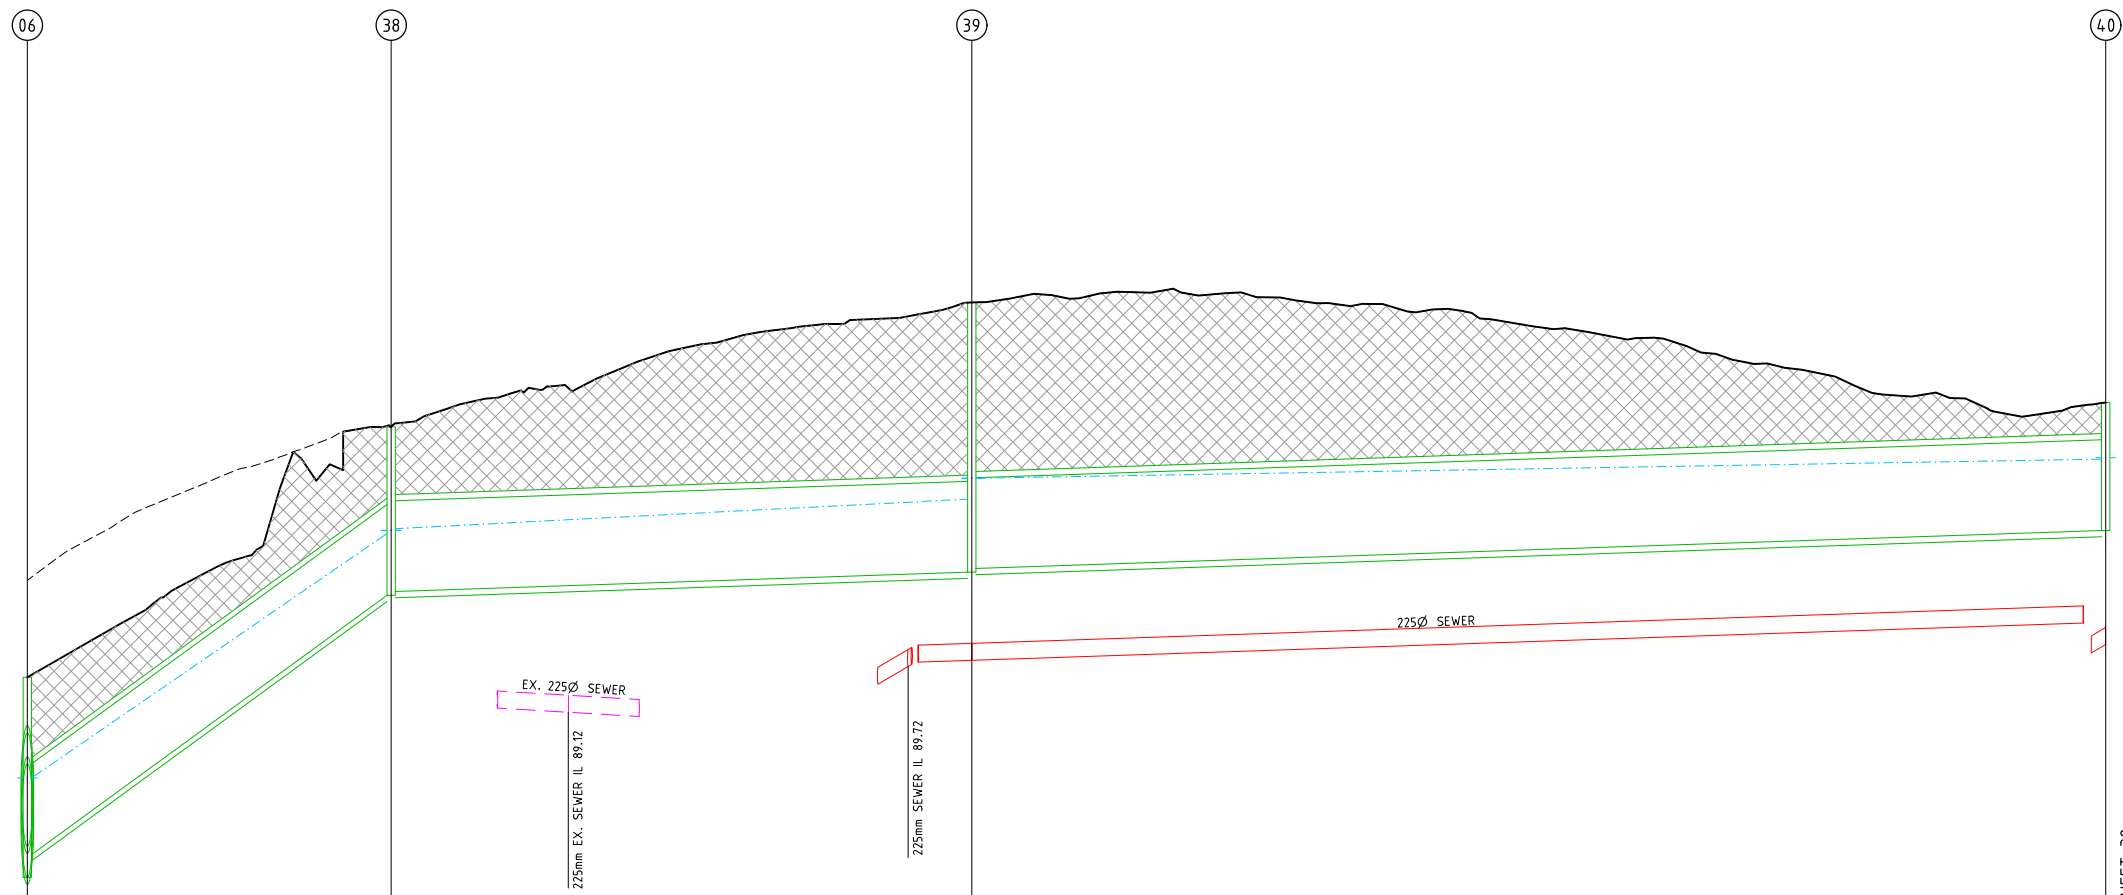 06
38
39
40
225Ø SEWER
EX. 225Ø SEWER
225mm EX. SEWER IL 89.12
225mm SEWER IL 89.72